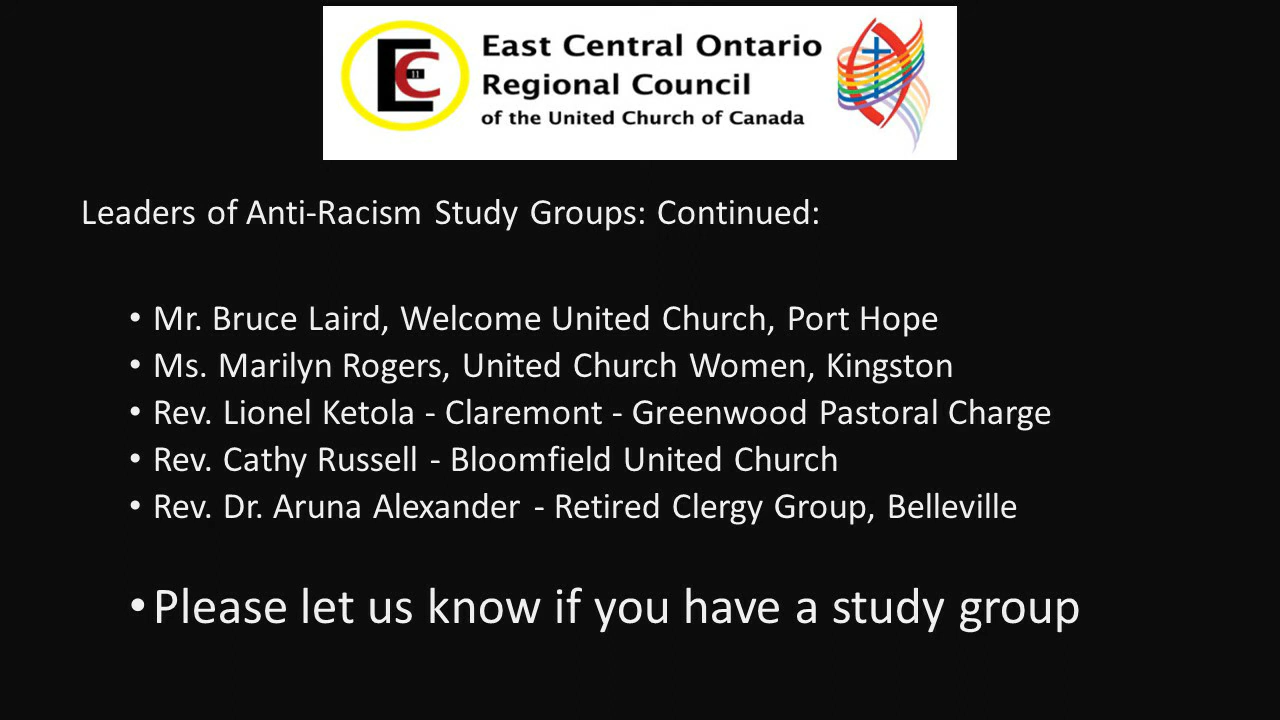 East Central Ontario
Regional Council
of the United Church of Canada
Leaders of Anti-Racism Study Groups: Continued:
• Mr. Bruce Laird, Welcome United Church, Port Hope
• Ms. Marilyn Rogers, United Church Women, Kingston
• Rev. Lionel Ketola - Claremont - Greenwood Pastoral Charge
• Rev. Cathy Russell - Bloomfield United Church
• Rev. Dr. Aruna Alexander - Retired Clergy Group, Belleville
• Please let us know if you have a study group